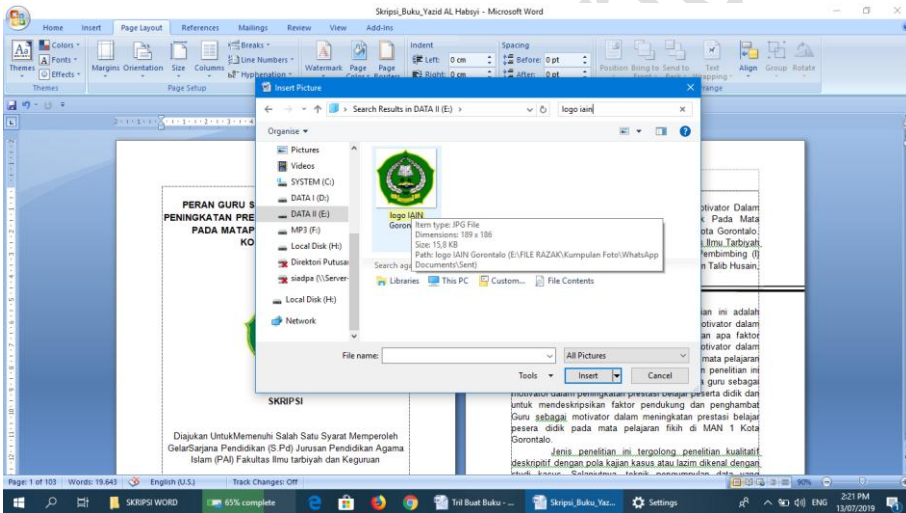 Skripsi_Buku_Yazid AL Habsyi - Microsoft Word
Home Insert Page Layout References Mailings Review View Add-Ins
Themes Colors Fonts Effects
Margins Orientation Size Columns Breaks Line Numbers Hyphenation
Watermark Page Page
Indent Left: 0 cm Right: 0 cm
Spacing Before: 0 pt After: 0 pt
Position Bring to Send to Text Align Group Rotate
Themes
Page Setup
Insert Picture
Search Results in DATA II (E:)
logo iain
Organise
Pictures
Videos
SYSTEM (C:)
DATA I (D:)
DATA II (E:)
MP3 (F:)
Local Disk (H:)
Direktori Putusan
siadpa (\\Server-
Local Disk (H:)
Network
logo IAIN
Item type: JPG File
Dimensions: 189 x 186
Size: 15,8 KB
Path: logo IAIN Gorontalo (E:\FILE RAZAK\Kumpulan Foto\WhatsApp
Documents\Sent)
Libraries This PC Custom... File Contents
File name: All Pictures
Tools Insert Cancel
PERAN GURU S
PENINGKATAN PRE
PADA MATAP
KO
SKRIPSI
Diajukan UntukMemenuhi Salah Satu Syarat Memperoleh
GelarSarjana Pendidikan (S.Pd) Jurusan Pendidikan Agama
Islam (PAI) Fakultas Ilmu tarbiyah dan Keguruan
otivator Dalam
Pada Mata
ota Gorontalo.
Ilmu Tarbiyah
Pembimbing (I)
n Talib Husain,
an ini adalah
otivator dalam
an apa faktor
otivator dalam
mata pelajaran
n penelitian ini
guru sebagai
motivator dalam peningkatan prestasi belajar peserta didik dan
untuk mendeskripsikan faktor pendukung dan penghambat
Guru sebagai motivator dalam meningkatan prestasi belajar
pesera didik pada mata pelajaran fikih di MAN 1 Kota
Gorontalo.
Jenis penelitian ini tergolong penelitian kualitatif
deskripitif dengan pola kajian kasus atau lazim dikenal dengan
Page: 1 of 103 Words: 19.643 English (U.S.) Track Changes: Off 90%
SKRIPSI WORD 65% complete Tril Buat Buku - ... Skripsi_Buku_Yaz... Settings ENG 2:21 PM
13/07/2019